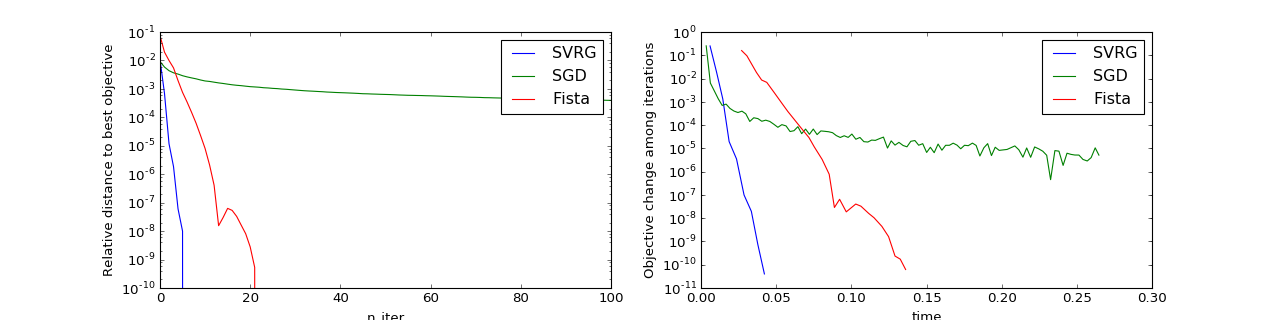 Relative distance to best objective
10^-1
10^-2
10^-3
10^-4
10^-5
10^-6
10^-7
10^-8
10^-9
10^-10
0 20 40 60 80 100
n_iter
SVRG
SGD
Fista
Objective change among iterations
10^0
10^-1
10^-2
10^-3
10^-4
10^-5
10^-6
10^-7
10^-8
10^-9
10^-10
10^-11
0.00 0.05 0.10 0.15 0.20 0.25 0.30
time
SVRG
SGD
Fista